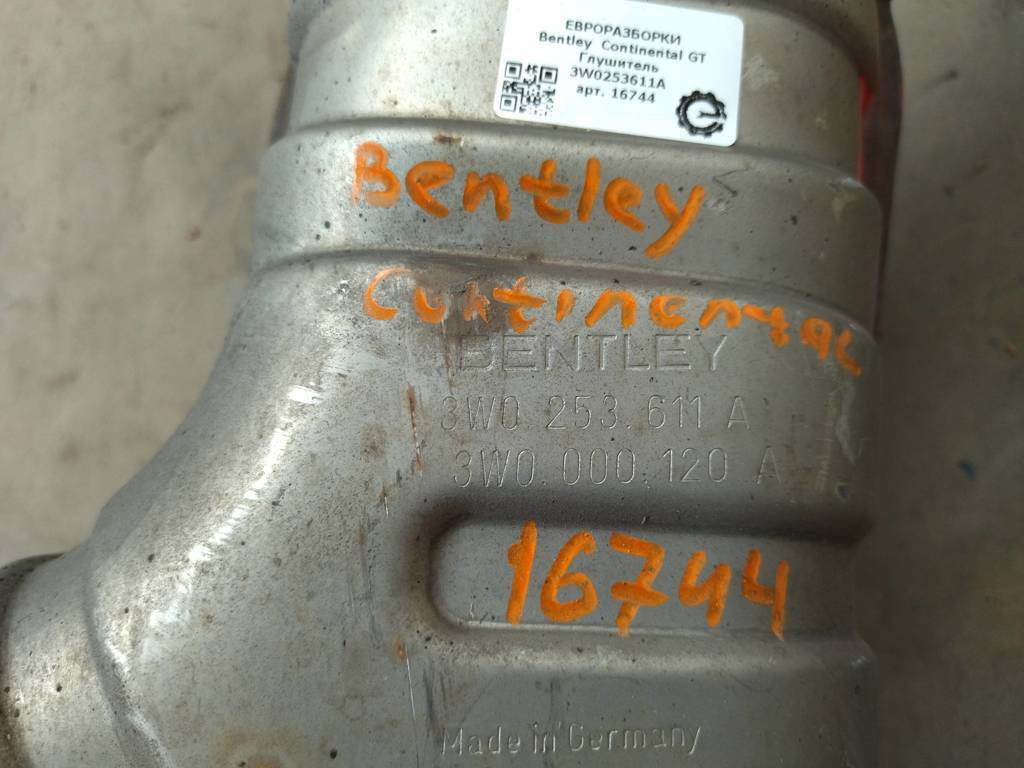 ЕВРОРАЗБОРКИ
Bentley Continental GT
Глушитель
3W0253611A
арт. 16744
Bentley
Continental
BENTLEY
3W0 253.611 A
3W0.000.120 A
16744
Made in Germany